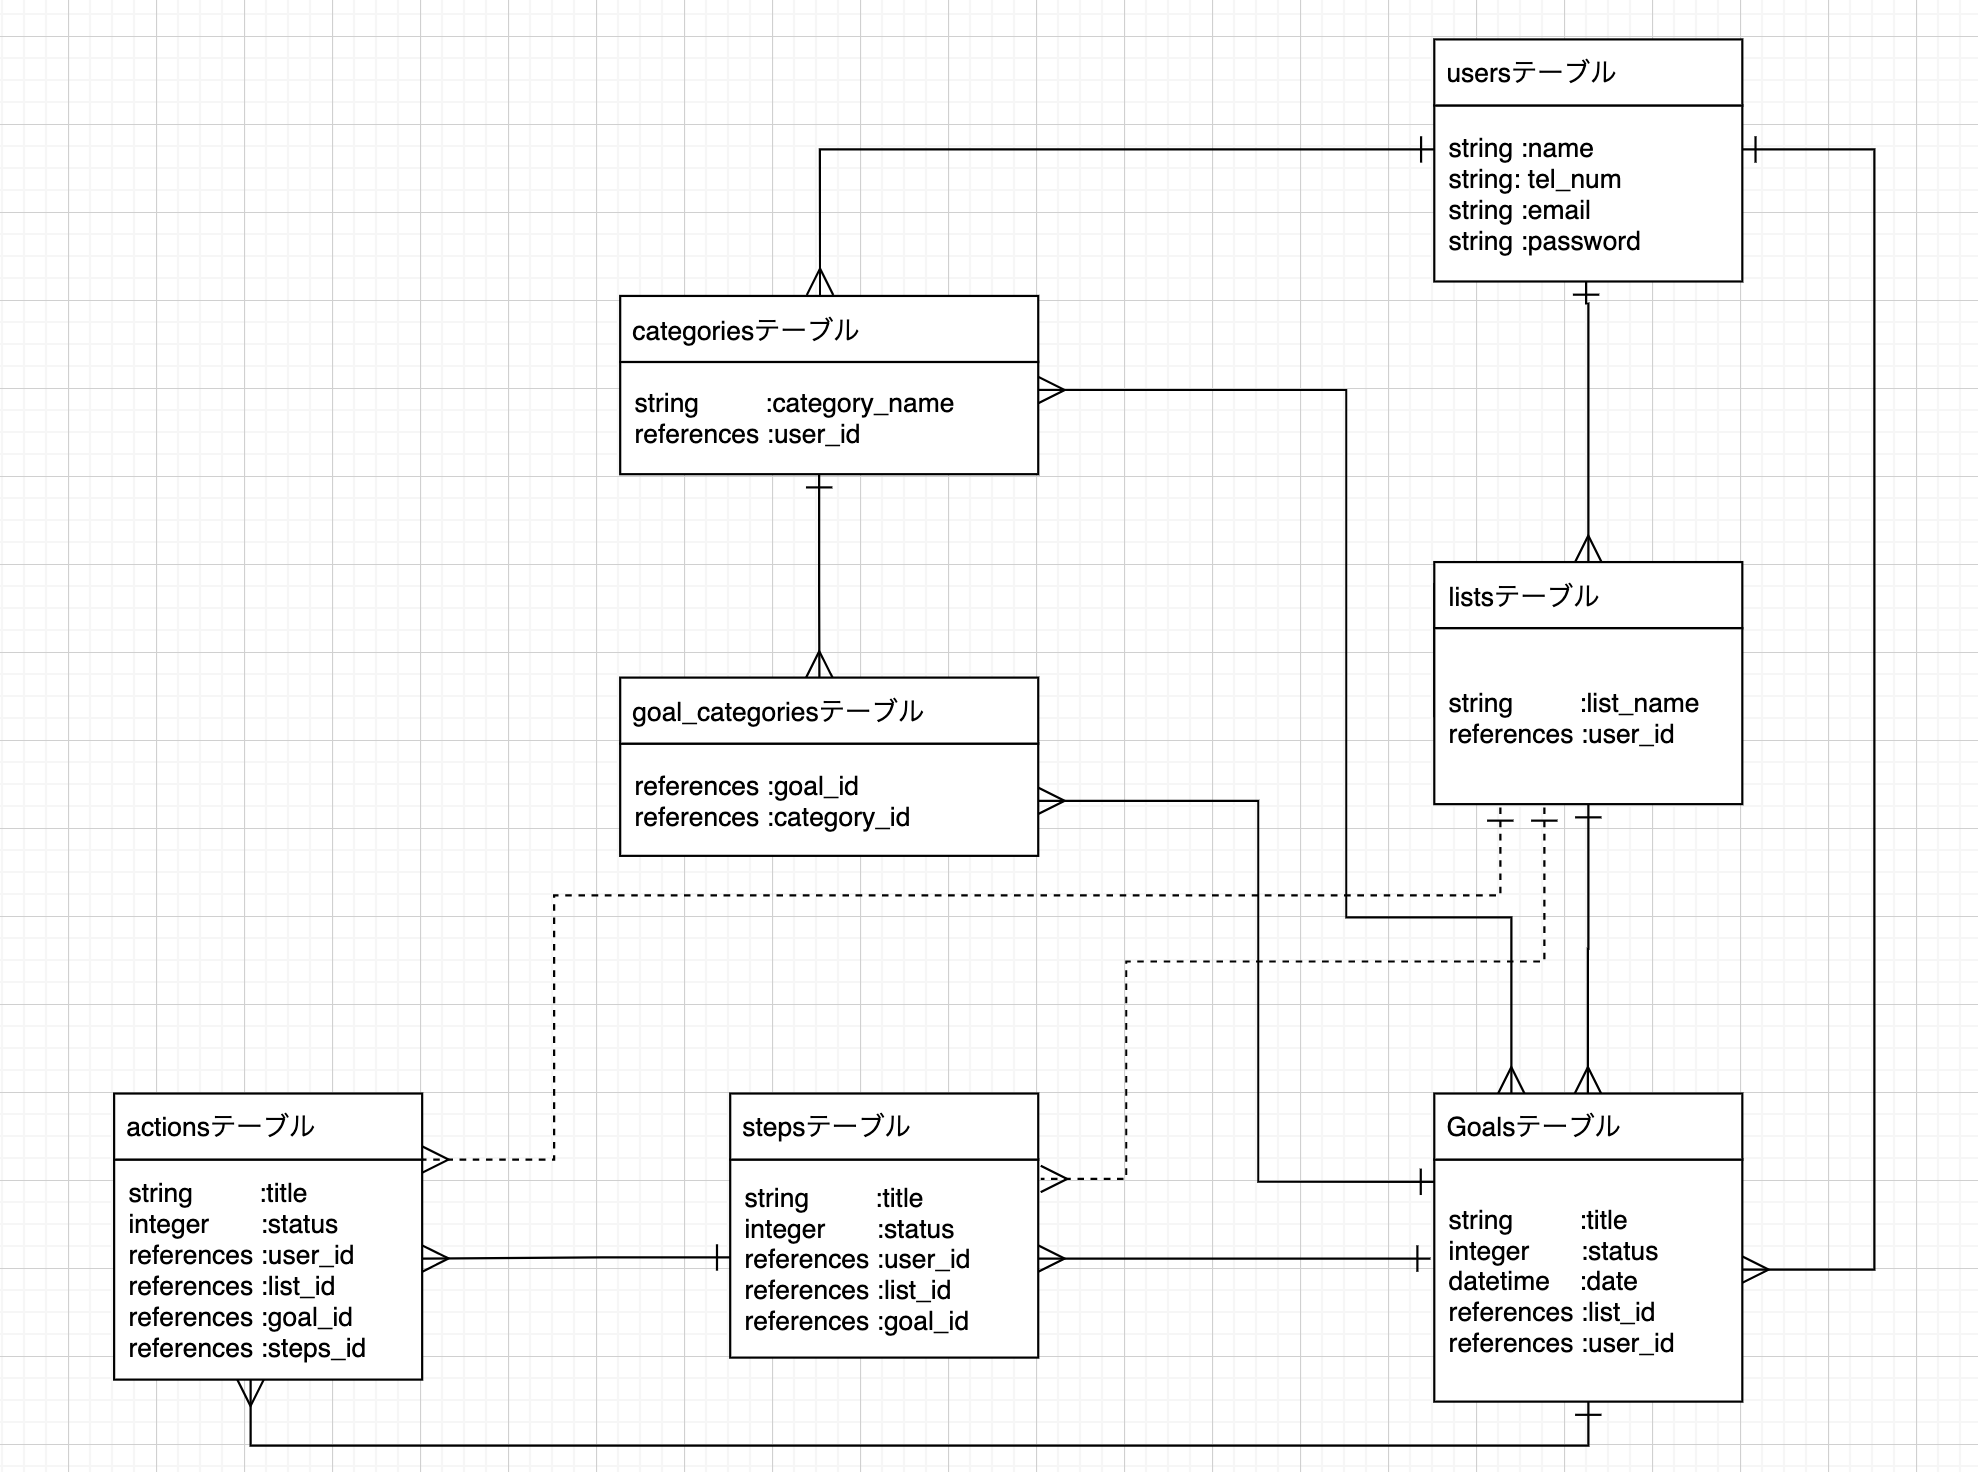 usersテーブル
string :name
string: tel_num
string :email
string :password
categoriesテーブル
string :category_name
references :user_id
listsテーブル
string :list_name
references :user_id
goal_categoriesテーブル
references :goal_id
references :category_id
actionsテーブル
string :title
integer :status
references :user_id
references :list_id
references :goal_id
references :steps_id
stepsテーブル
string :title
integer :status
references :user_id
references :list_id
references :goal_id
Goalsテーブル
string :title
integer :status
datetime :date
references :list_id
references :user_id